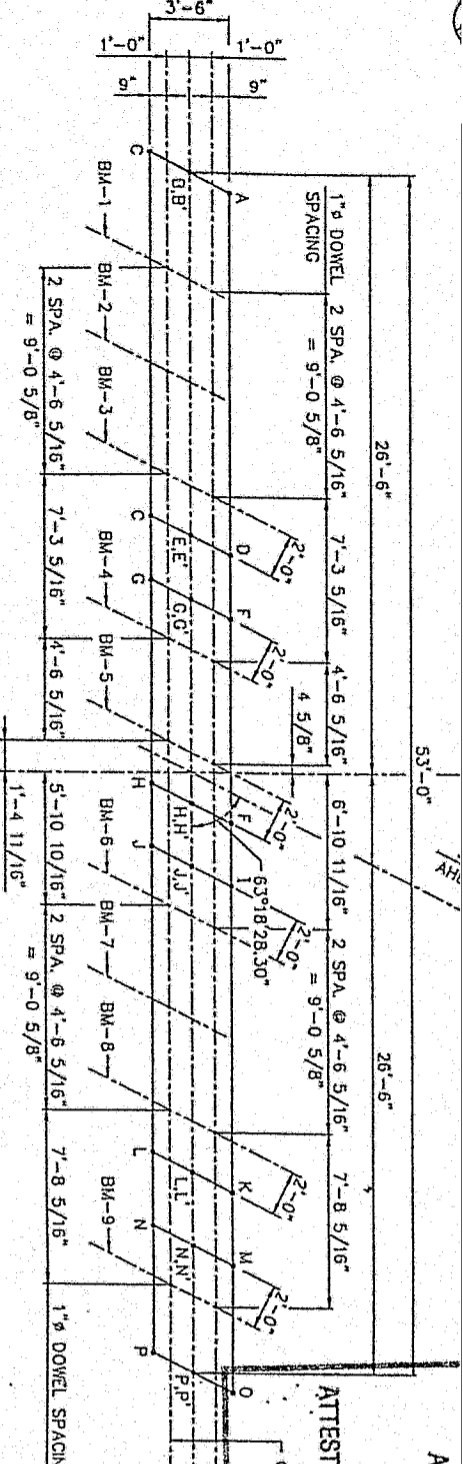 53'-0"
26'-6"
26'-6"
1"ø DOWEL
SPACING
2 SPA. @ 4'-6 5/16"
= 9'-0 5/8"
7'-3 5/16"
4'-6 5/16"
4 5/8"
6'-10 11/16"
2 SPA. @ 4'-6 5/16"
= 9'-0 5/8"
7'-8 5/16"
3'-6"
1'-0"
1'-0"
9"
9"
A
D
F
F
I
K
M
O
2'-0"
2'-0"
2'-0"
2'-0"
2'-0"
2'-0"
63°18'28.30"
B,B'
E,E'
G,G'
H,H'
J,J'
L,L'
N,N'
P,P'
C
C
G
H
J
L
N
P
BM-1
BM-2
BM-3
BM-4
BM-5
BM-6
BM-7
BM-8
BM-9
2 SPA. @ 4'-6 5/16"
= 9'-0 5/8"
7'-3 5/16"
4'-6 5/16"
1'-4 11/16"
5'-10 10/16"
2 SPA. @ 4'-6 5/16"
= 9'-0 5/8"
7'-8 5/16"
1"ø DOWEL SPACIN
ATTEST
A